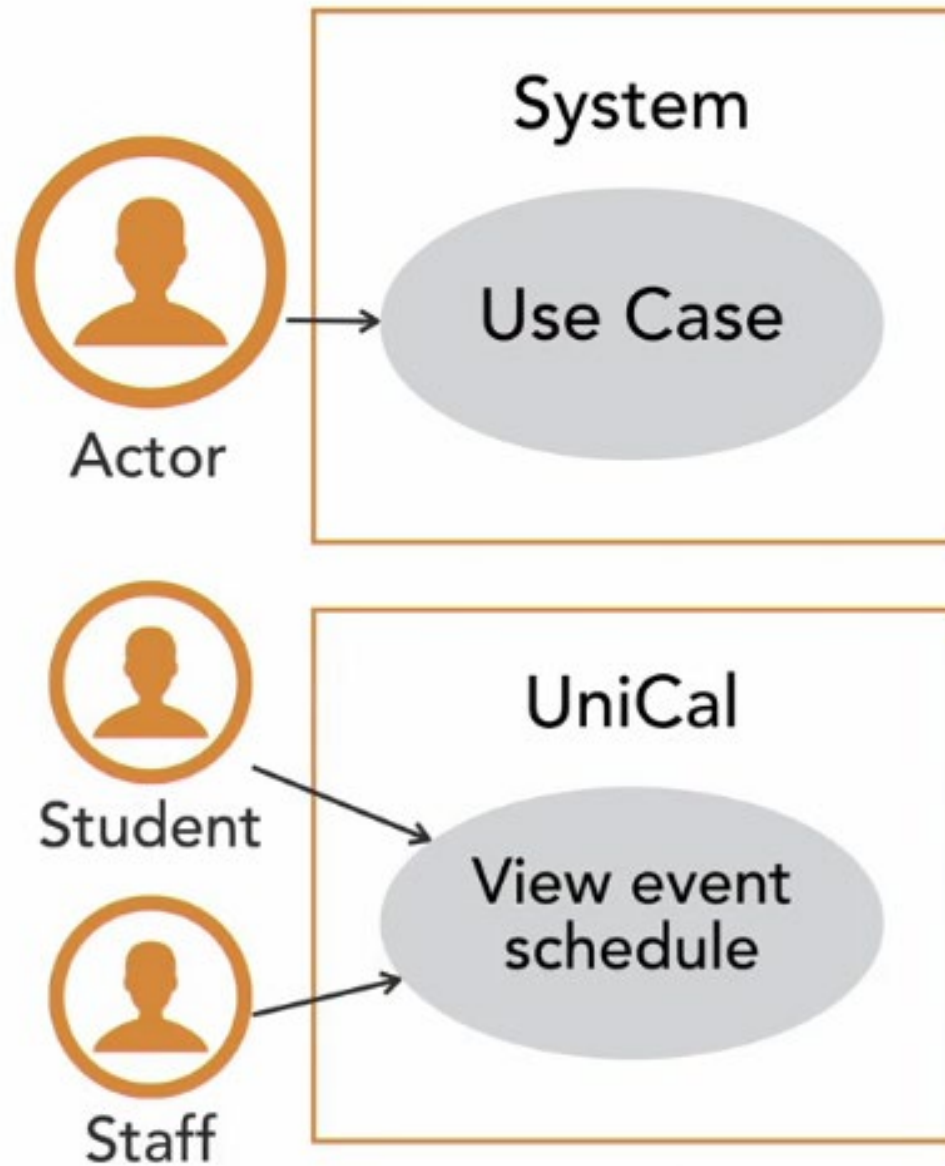 System
Use Case
Actor
UniCal
Student
View event
schedule
Staff